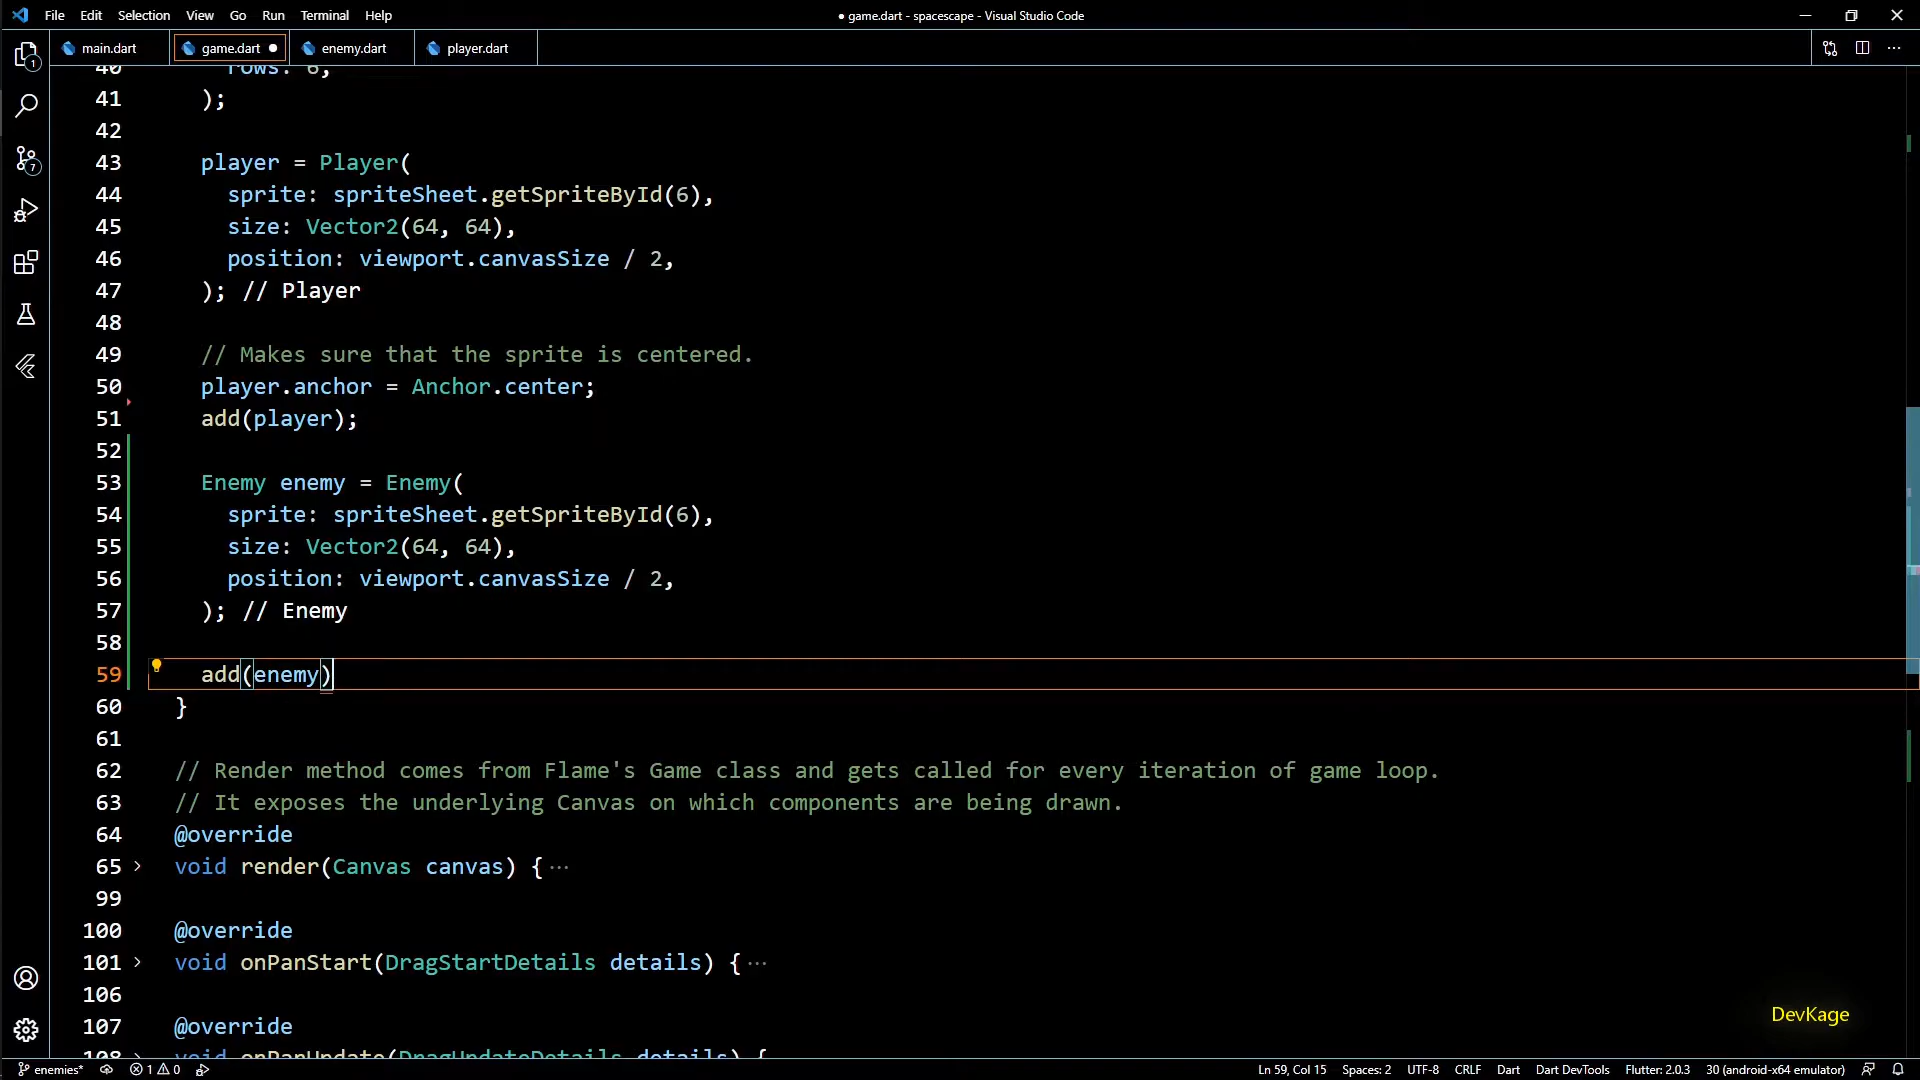 File Edit Selection View Go Run Terminal Help
● game.dart - spacescape - Visual Studio Code
main.dart game.dart ● enemy.dart player.dart
40 rows: 6,
41 );
42
43 player = Player(
44 sprite: spriteSheet.getSpriteById(6),
45 size: Vector2(64, 64),
46 position: viewport.canvasSize / 2,
47 ); // Player
48
49 // Makes sure that the sprite is centered.
50 player.anchor = Anchor.center;
51 add(player);
52
53 Enemy enemy = Enemy(
54 sprite: spriteSheet.getSpriteById(6),
55 size: Vector2(64, 64),
56 position: viewport.canvasSize / 2,
57 ); // Enemy
58
59 add(enemy)
60 }
61
62 // Render method comes from Flame's Game class and gets called for every iteration of game loop.
63 // It exposes the underlying Canvas on which components are being drawn.
64 @override
65 void render(Canvas canvas) {···
99
100 @override
101 void onPanStart(DragStartDetails details) {···
106
107 @override
108 void onPanUpdate(DragUpdateDetails details) {
1
7
DevKage
enemies* 1 0 Ln 59, Col 15 Spaces: 2 UTF-8 CRLF Dart Dart DevTools Flutter: 2.0.3 30 (android-x64 emulator)